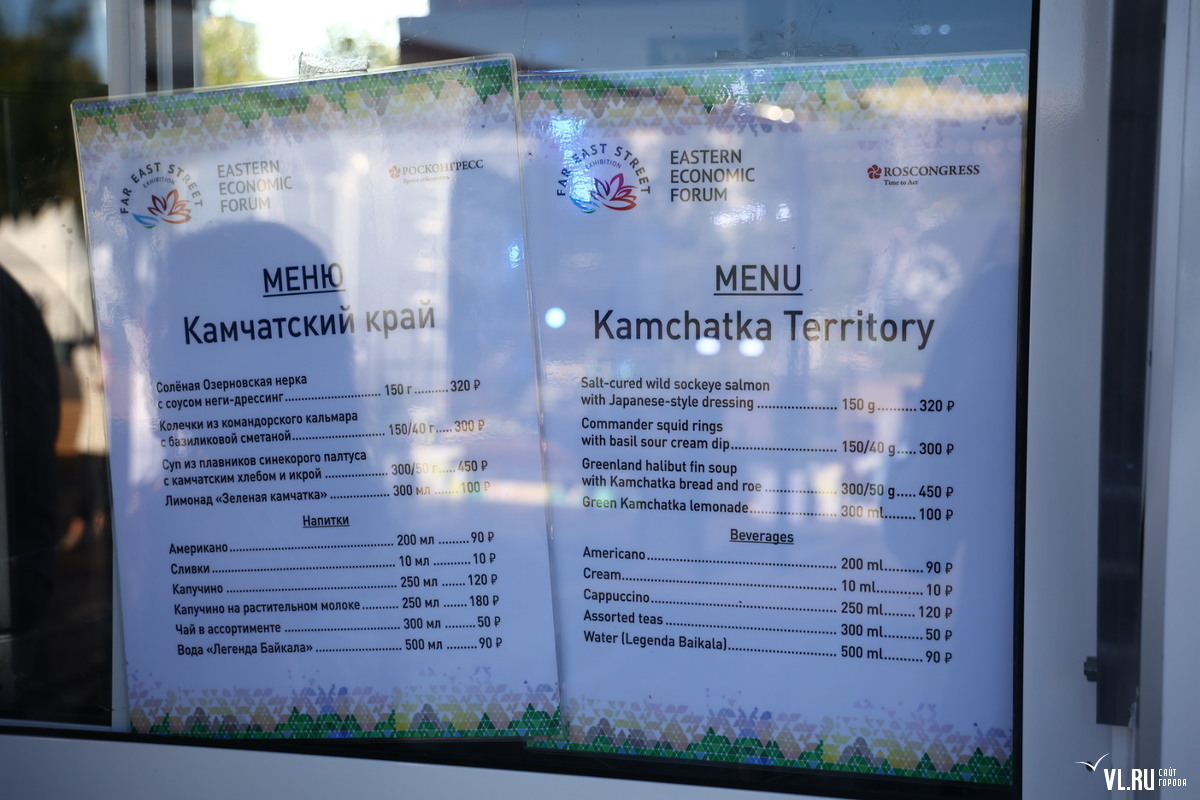 FAR EAST STREET
EXHIBITION
EASTERN
ECONOMIC
FORUM
РОСКОНГРЕСС
МЕНЮ
Камчатский край
Солёная Озерновская нерка
с соусом неги-дрессинг..........150 г.........320 ₽
Колечки из командорского кальмара
с базиликовой сметаной..........150/40 г.....300 ₽
Суп из плавников синекорого палтуса
с камчатским хлебом и икрой..........300/50 г.....450 ₽
Лимонад «Зеленая камчатка»..........300 мл......100 ₽
Напитки
Американо..........200 мл.......90 ₽
Сливки..........10 мл.......10 ₽
Капучино..........250 мл.......120 ₽
Капучино на растительном молоке..........250 мл......180 ₽
Чай в ассортименте..........300 мл.......50 ₽
Вода «Легенда Байкала»..........500 мл........90 ₽
FAR EAST STREET
EXHIBITION
EASTERN
ECONOMIC
FORUM
ROSCONGRESS
Time to Act
MENU
Kamchatka Territory
Salt-cured wild sockeye salmon
with Japanese-style dressing..........150 g.........320 ₽
Commander squid rings
with basil sour cream dip..........150/40 g.....300 ₽
Greenland halibut fin soup
with Kamchatka bread and roe..........300/50 g.....450 ₽
Green Kamchatka lemonade..........300 ml.......100 ₽
Beverages
Americano..........200 ml.........90 ₽
Cream..........10 ml.........10 ₽
Cappuccino..........250 ml.......120 ₽
Assorted teas..........300 ml.........50 ₽
Water (Legenda Baikala)..........500 ml.........90 ₽
VL.RU
САЙТ
ГОРОДА